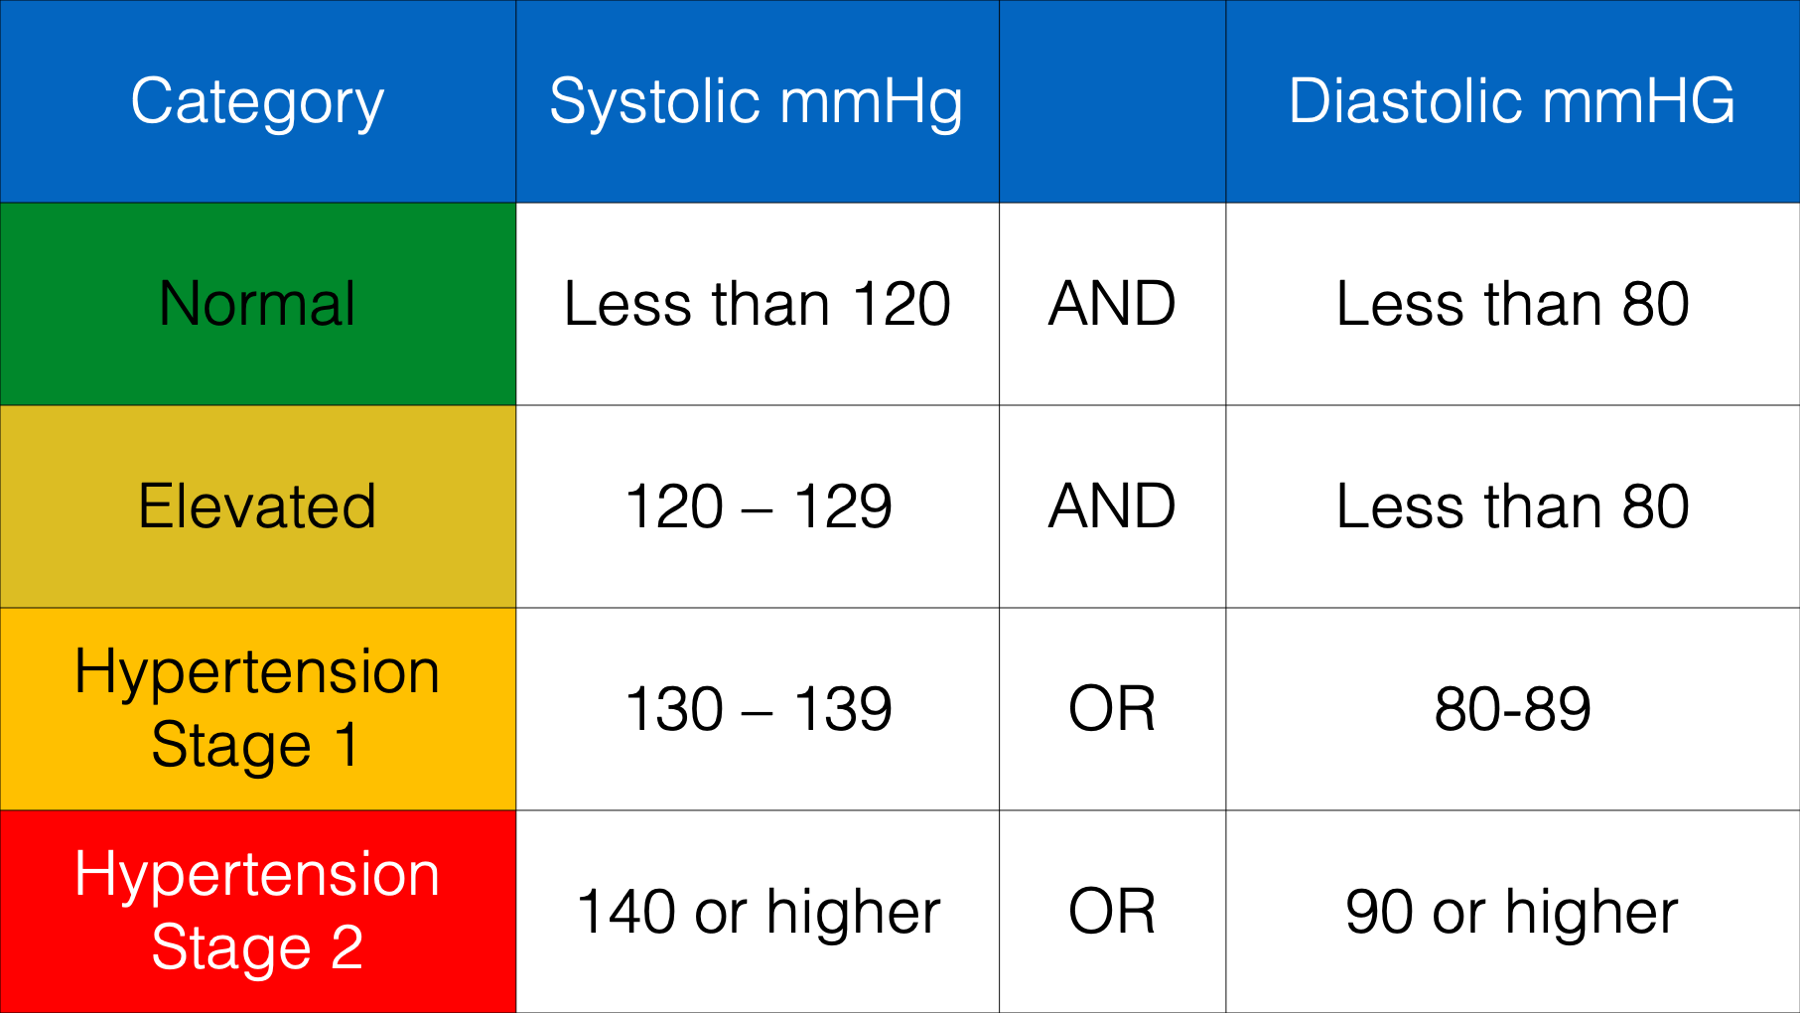 Category Systolic mmHg Diastolic mmHG
Normal Less than 120 AND Less than 80
Elevated 120 – 129 AND Less than 80
Hypertension
Stage 1 130 – 139 OR 80-89
Hypertension
Stage 2 140 or higher OR 90 or higher